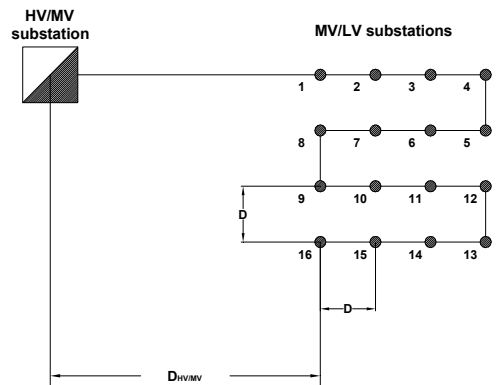 HV/MV
substation
MV/LV substations
1 2 3 4
8 7 6 5
9 10 11 12
D
16 15 14 13
D
DHV/MV